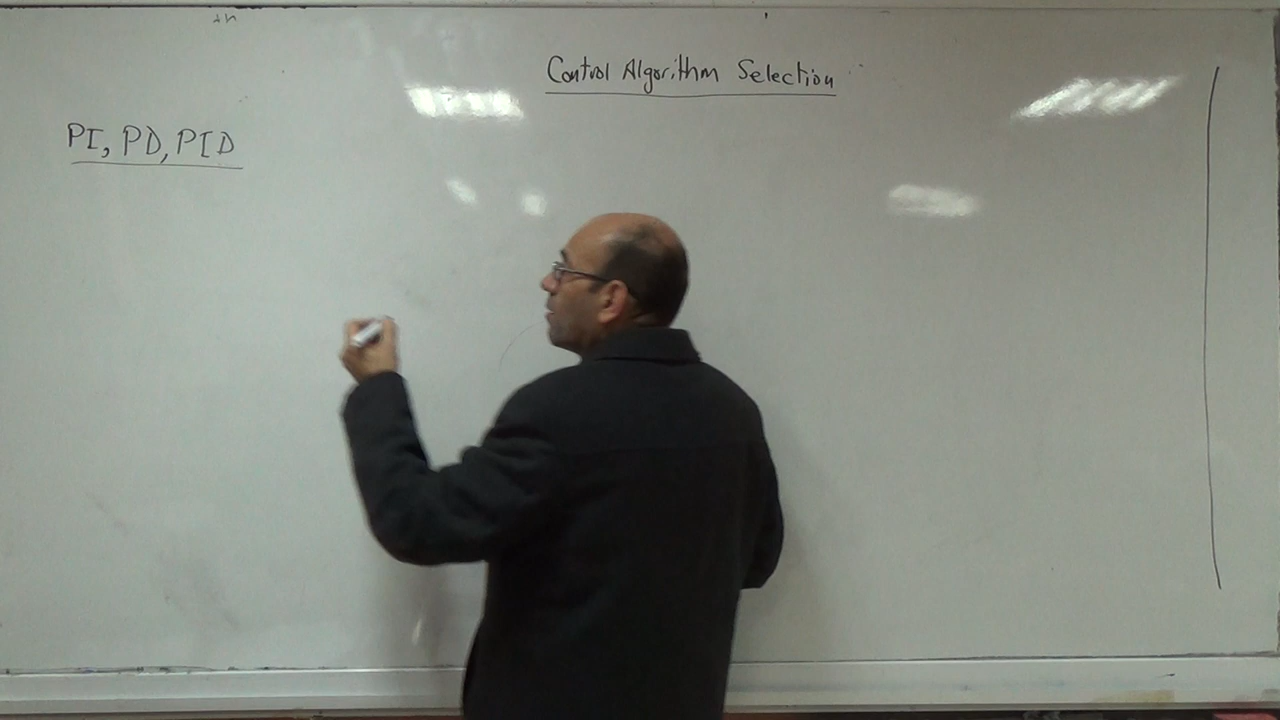 Control Algorithm Selection
PI, PD, PID